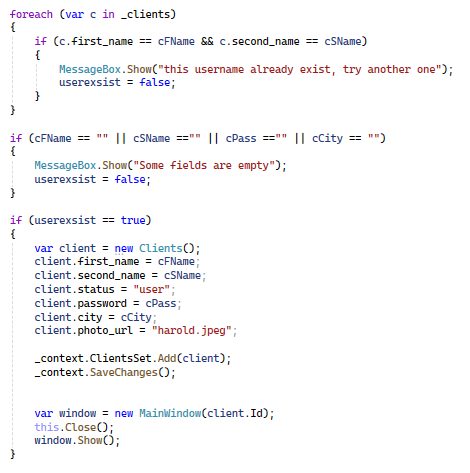 foreach (var c in _clients)
{
    if (c.first_name == cFName && c.second_name == cSName)
    {
        MessageBox.Show("this username already exist, try another one");
        userexsist = false;
    }
}
if (cFName == "" || cSName =="" || cPass =="" || cCity == "")
{
    MessageBox.Show("Some fields are empty");
    userexsist = false;
}
if (userexsist == true)
{
    var client = new Clients();
    client.first_name = cFName;
    client.second_name = cSName;
    client.status = "user";
    client.password = cPass;
    client.city = cCity;
    client.photo_url = "harold.jpeg";
    _context.ClientsSet.Add(client);
    _context.SaveChanges();
    var window = new MainWindow(client.Id);
    this.Close();
    window.Show();
}